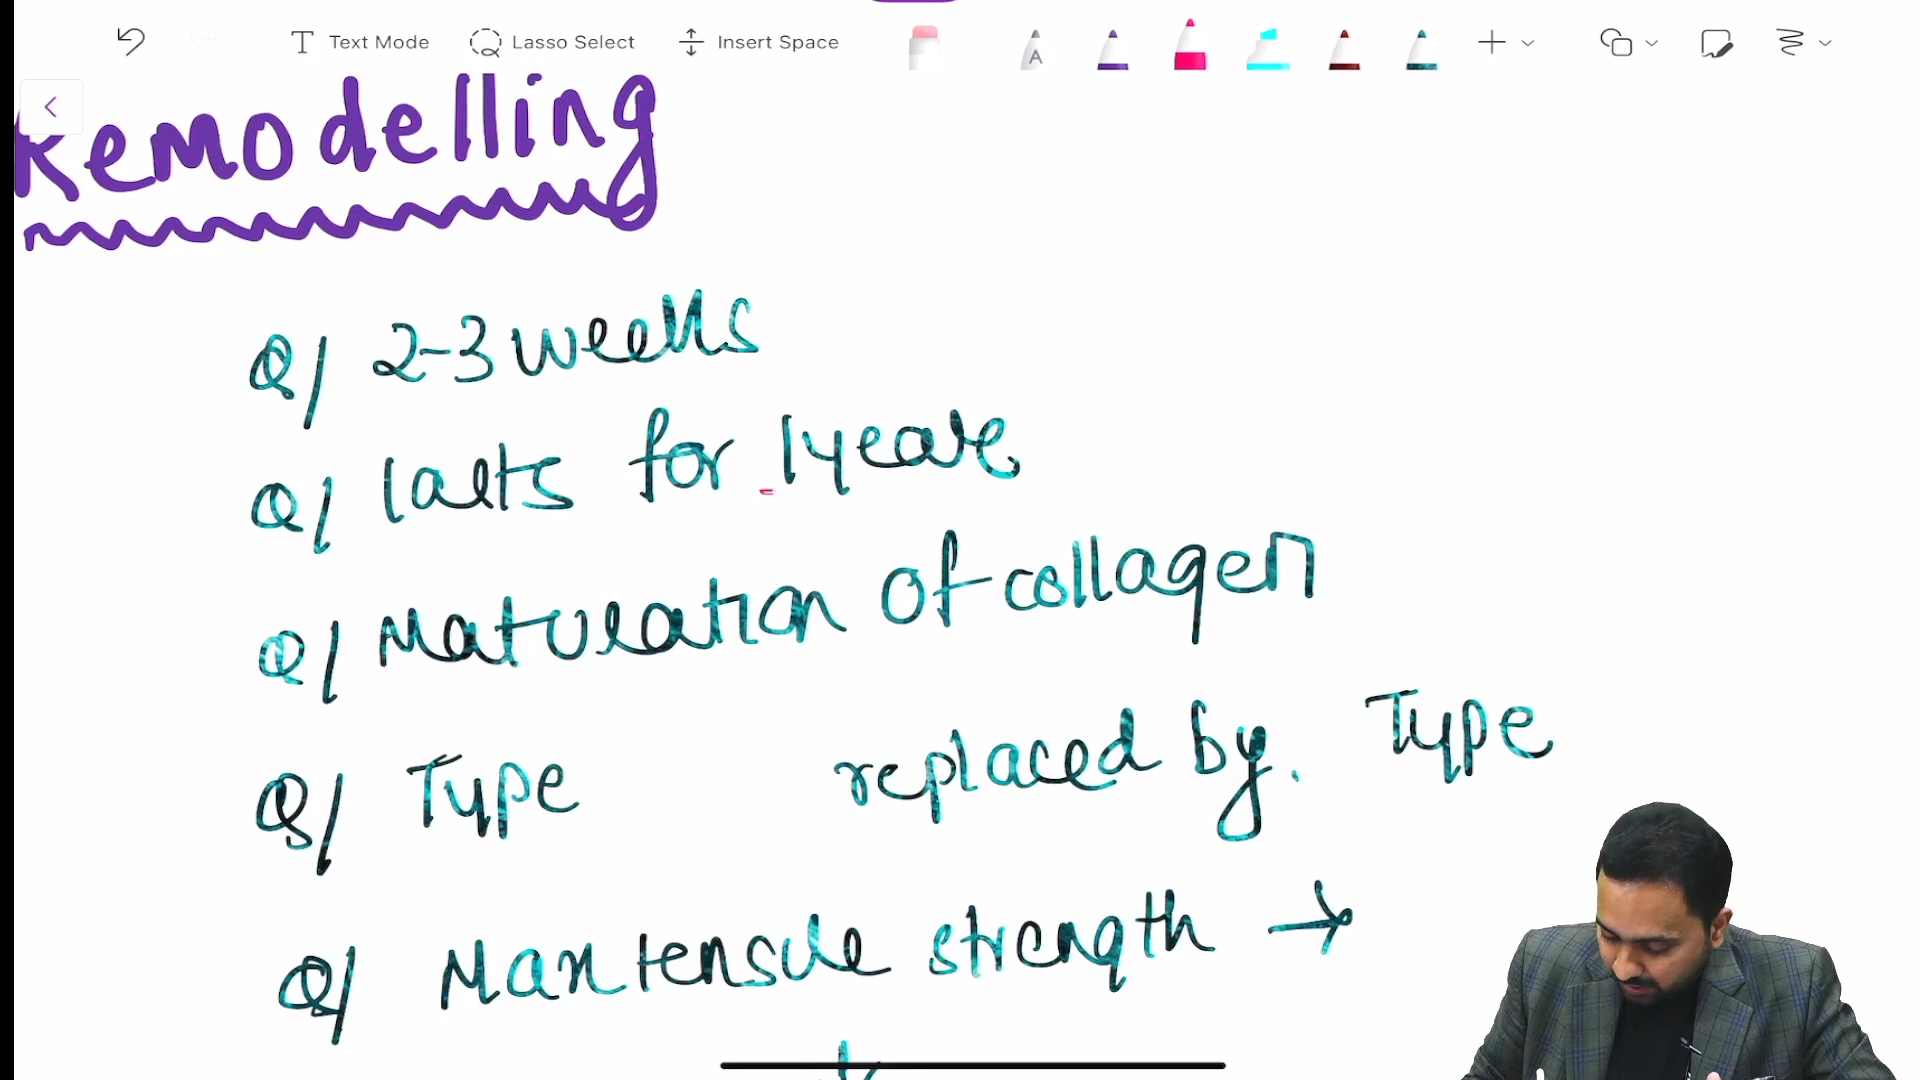 Text Mode Lasso Select Insert Space A
Remodelling
Q/ 2-3 weeks
Q/ lasts for 1 year
Q/ Maturation of collagen
Q/ Type replaced by. Type
Q/ Max tensile strength →